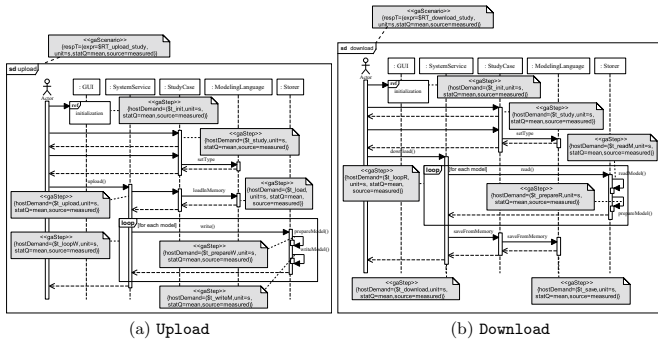 <<gaScenario>>
{respT=(expr=$RT_upload_study,
unit=s,statQ=mean,source=measured)}
sd upload
: GUI
: SystemService
: StudyCase
: ModelingLanguage
: Storer
Actor
ref
initialization
<<gaStep>>
{hostDemand=($t_init,unit=s,
statQ=mean,source=measured)}
<<gaStep>>
{hostDemand=($t_study,unit=s,
statQ=mean,source=measured)}
setType
upload()
<<gaStep>>
{hostDemand=($t_upload,unit=s,
statQ=mean,source=measured)}
loadInMemory
<<gaStep>>
{hostDemand=($t_load,
unit=s, statQ=mean,
source=measured)}
loop
[for each model]
write()
<<gaStep>>
{hostDemand=($t_loopW,unit=s,
statQ=mean,source=measured)}
prepareModel()
<<gaStep>>
{hostDemand=($t_prepareW,unit=s,
statQ=mean,source=measured)}
writeModel()
<<gaStep>>
{hostDemand=($t_writeM,unit=s,
statQ=mean,source=measured)}
(a) Upload
<<gaScenario>>
{respT=(expr=$RT_download_study,
unit=s,statQ=mean,source=measured)}
sd download
: GUI
: SystemService
: StudyCase
: ModelingLanguage
: Storer
Actor
ref
initialization
<<gaStep>>
{hostDemand=($t_init,unit=s,
statQ=mean,source=measured)}
<<gaStep>>
{hostDemand=($t_study,unit=s,
statQ=mean,source=measured)}
setType
<<gaStep>>
{hostDemand=($t_readM,unit=s,
statQ=mean,source=measured)}
download()
<<gaStep>>
{hostDemand=($t_loopR,
unit=s, statQ=mean,
source=measured)}
loop
[for each model]
read()
readModel()
<<gaStep>>
{hostDemand=($t_prepareR,unit=s,
statQ=mean,source=measured)}
prepareModel()
saveFromMemory
saveFromMemory
<<gaStep>>
{hostDemand=($t_download,unit=s,
statQ=mean,source=measured)}
<<gaStep>>
{hostDemand=($t_save,unit=s,
statQ=mean,source=measured)}
(b) Download